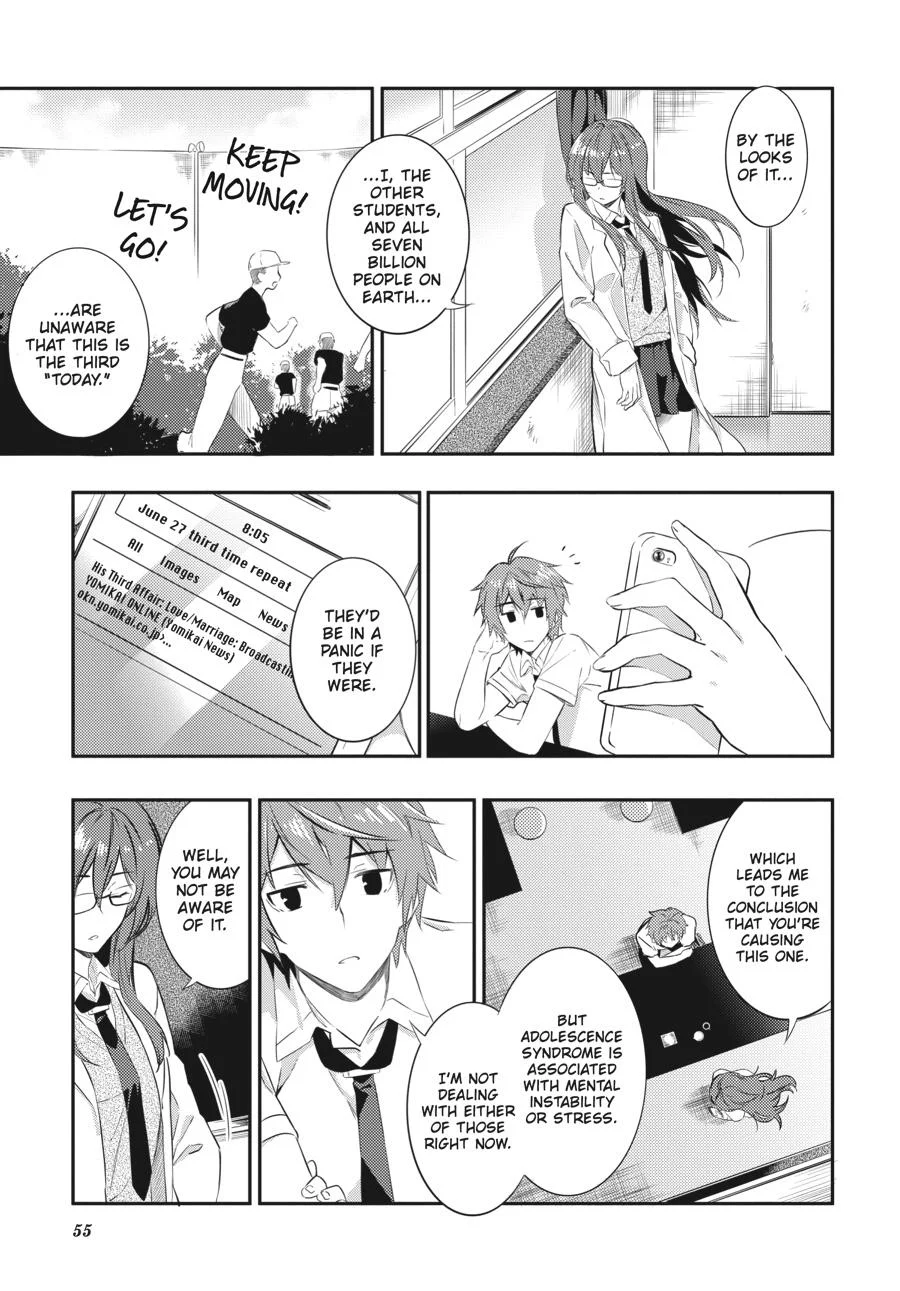 BY THE
LOOKS
OF IT...
...I, THE
OTHER
STUDENTS,
AND ALL
SEVEN
BILLION
PEOPLE ON
EARTH...
KEEP
MOVING!
LET'S
GO!
...ARE
UNAWARE
THAT THIS
IS THE
THIRD
"TODAY."
8:05
June 27 third time repeat
All Images Map News
His Third Affair: Love/Marriage: Broadcastin
YOMIKAI ONLINE (Yomikai News)
okn.yomikai.co.jp>...
THEY'D
BE IN A
PANIC IF
THEY
WERE.
WHICH
LEADS ME
TO THE
CONCLUSION
THAT YOU'RE
CAUSING
THIS ONE.
BUT
ADOLESCENCE
SYNDROME IS
ASSOCIATED
WITH MENTAL
INSTABILITY
OR STRESS.
I'M NOT
DEALING
WITH EITHER
OF THOSE
RIGHT NOW.
WELL,
YOU MAY
NOT BE
AWARE
OF IT.
55